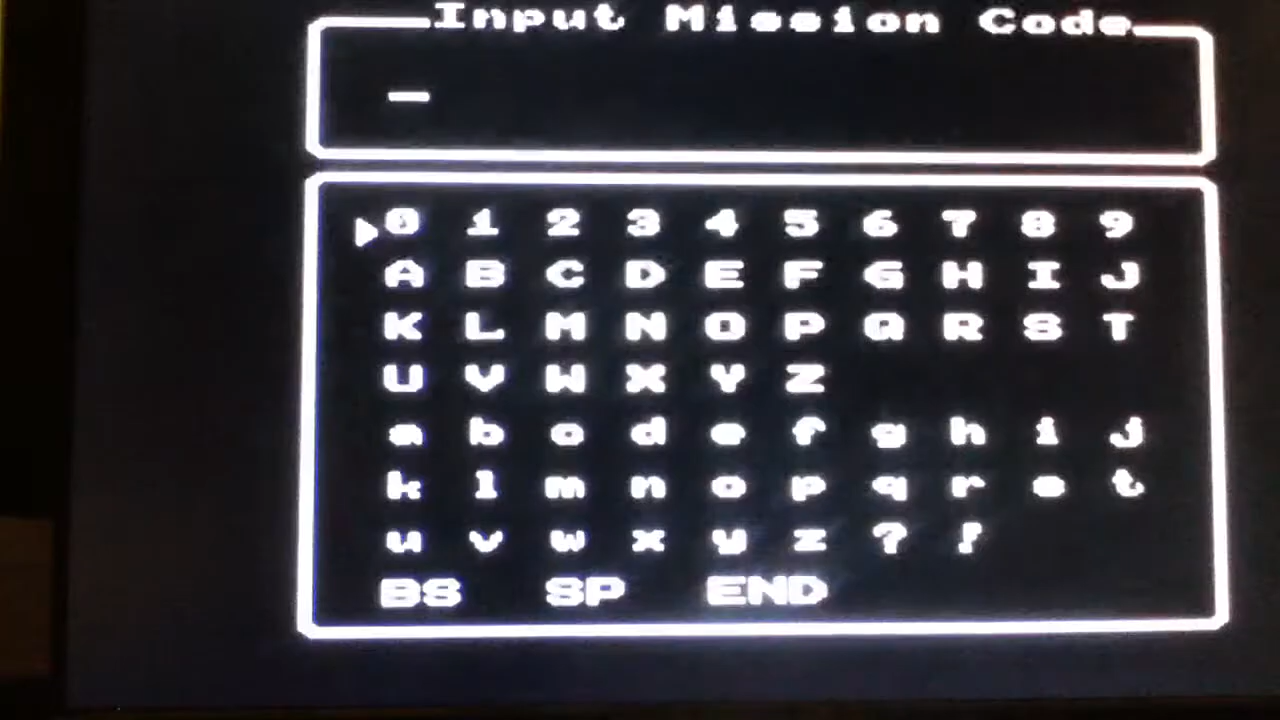 Input Mission Code
0 1 2 3 4 5 6 7 8 9
A B C D E F G H I J
K L M N O P Q R S T
U V W X Y Z
a b c d e f g h i j
k l m n o p q r s t
u v w x y z ? !
BS SP END